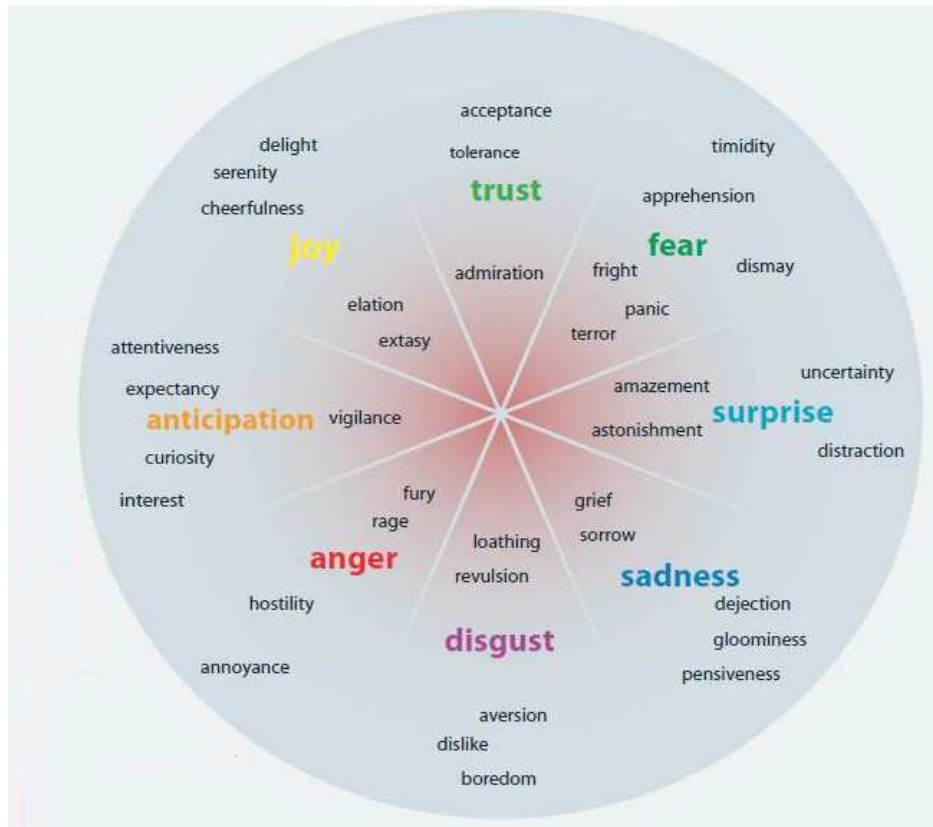 acceptance
tolerance
trust
admiration
delight
serenity
cheerfulness
joy
elation
extasy
timidity
apprehension
fear
fright
dismay
panic
terror
attentiveness
expectancy
anticipation
vigilance
curiosity
interest
uncertainty
amazement
surprise
astonishment
distraction
fury
rage
anger
hostility
annoyance
loathing
revulsion
disgust
aversion
dislike
boredom
grief
sorrow
sadness
dejection
gloominess
pensiveness